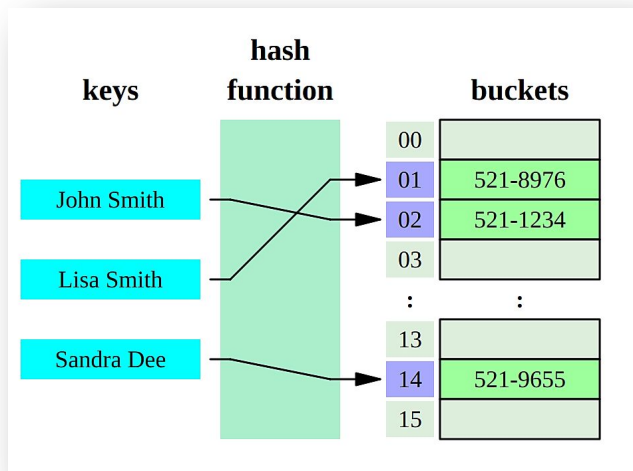 hash
keys function buckets
00
01 521-8976
John Smith
02 521-1234
03
Lisa Smith
: :
13
Sandra Dee
14 521-9655
15